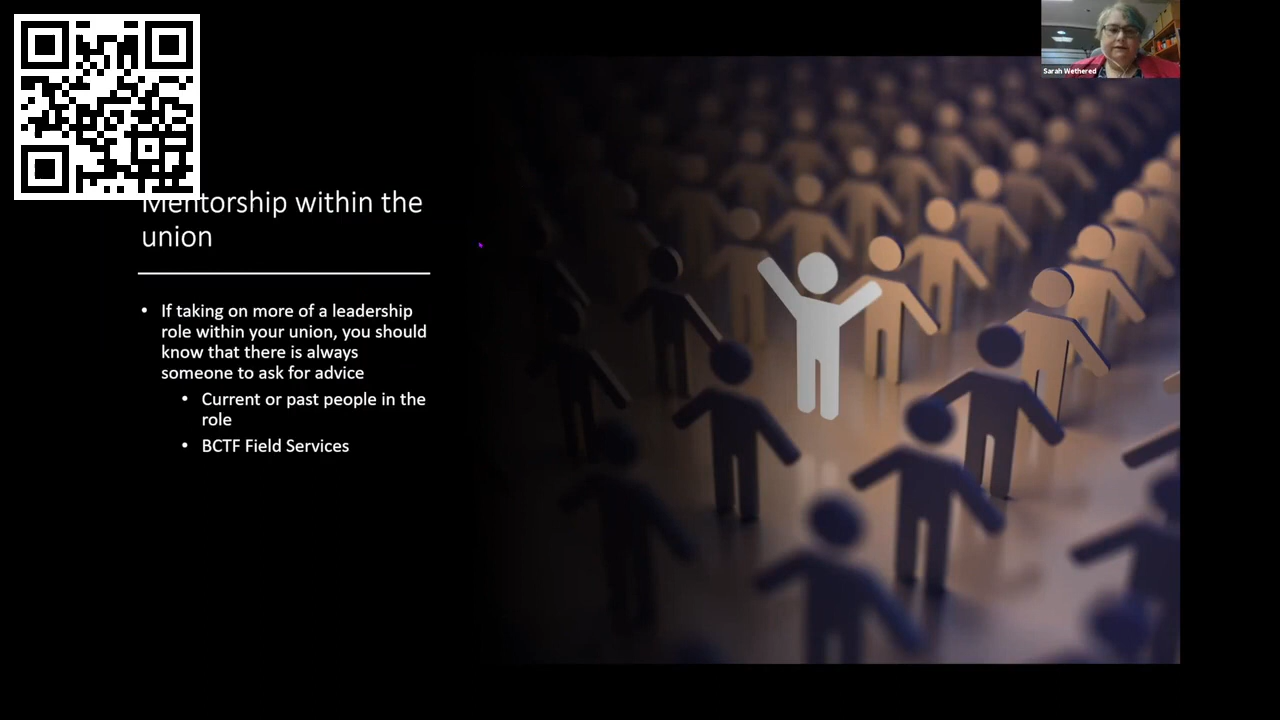 Sarah Wethered
Mentorship within the
union
• If taking on more of a leadership
role within your union, you should
know that there is always
someone to ask for advice
• Current or past people in the
role
• BCTF Field Services